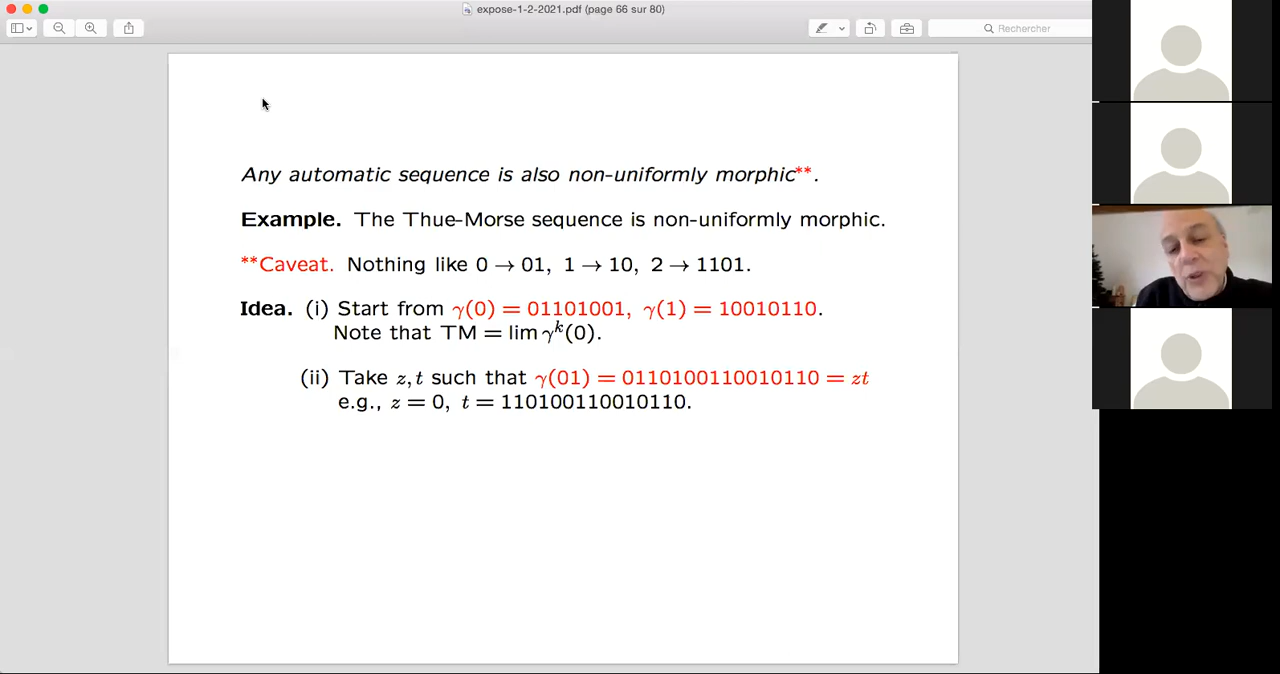 expose-1-2-2021.pdf (page 66 sur 80)
Rechercher
Any automatic sequence is also non-uniformly morphic**.
Example. The Thue-Morse sequence is non-uniformly morphic.
**Caveat. Nothing like 0 → 01, 1 → 10, 2 → 1101.
Idea. (i) Start from γ(0) = 01101001, γ(1) = 10010110.
Note that TM = lim γᵏ(0).
(ii) Take z, t such that γ(01) = 0110100110010110 = zt
e.g., z = 0, t = 110100110010110.